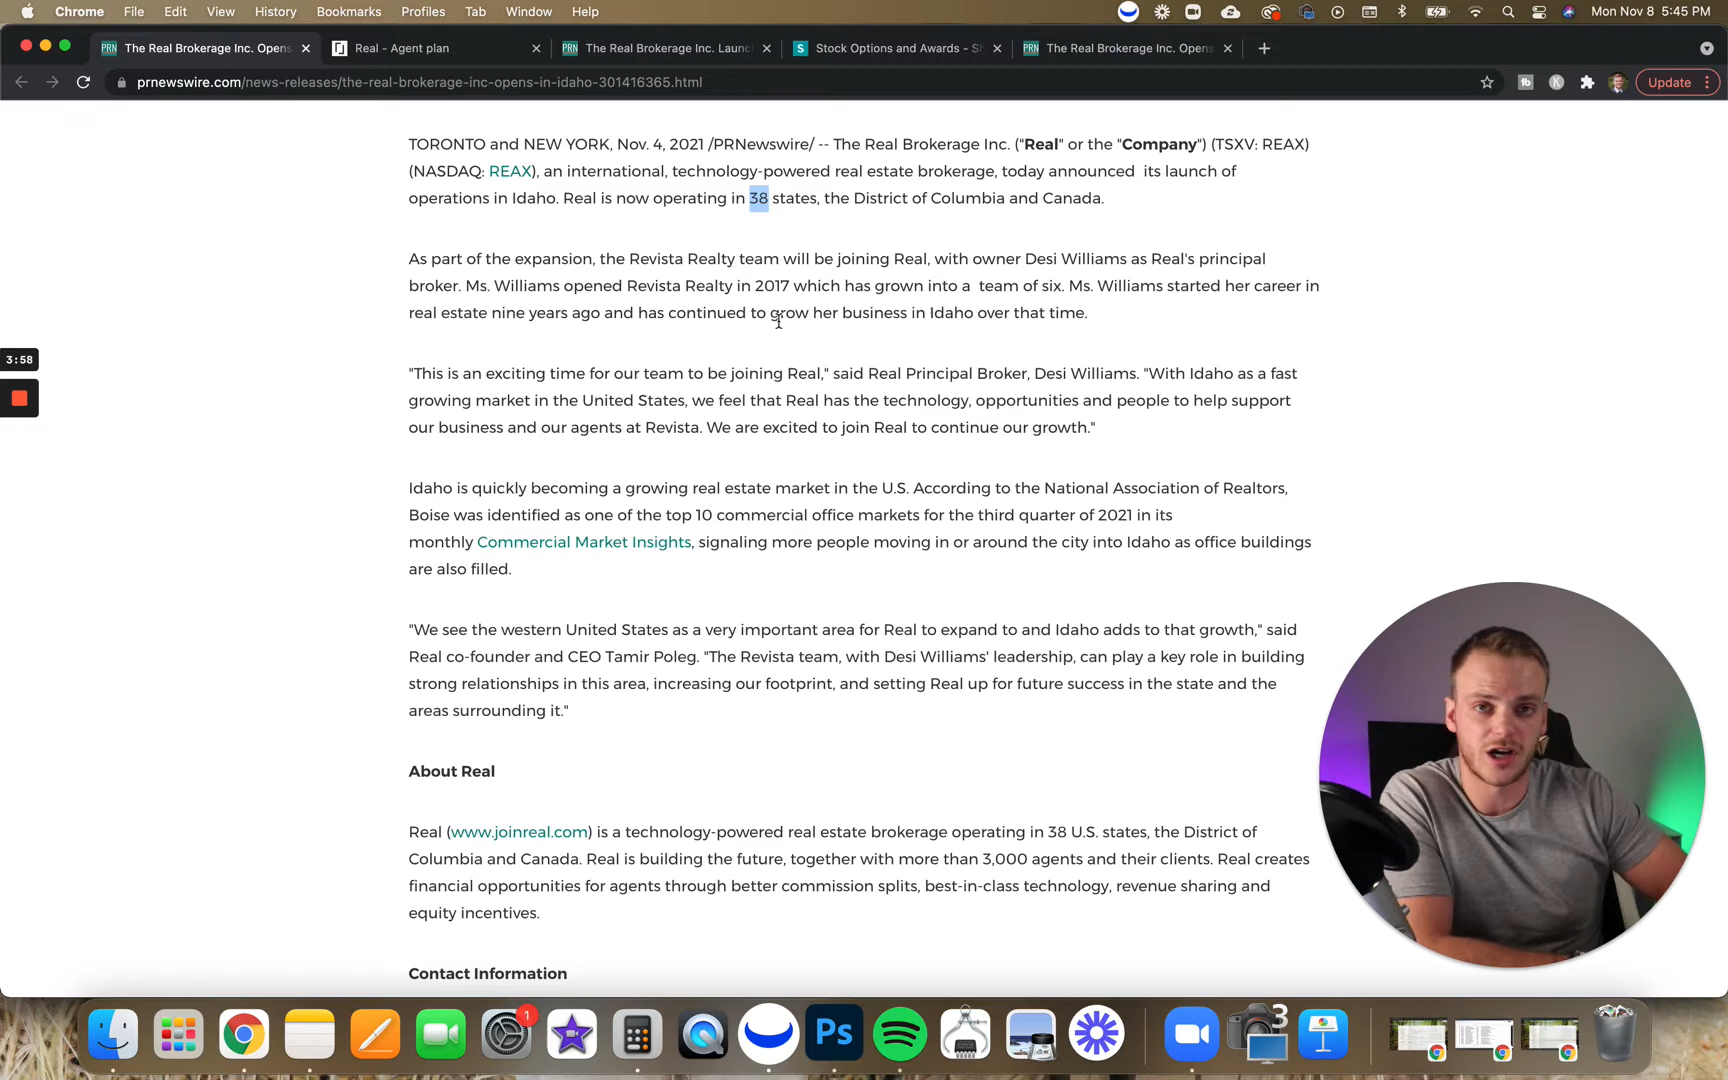 Chrome File Edit View History Bookmarks Profiles Tab Window Help Mon Nov 8 5:45 PM
PRN The Real Brokerage Inc. Opens Real - Agent plan PRN The Real Brokerage Inc. Launc S Stock Options and Awards - S PRN The Real Brokerage Inc. Opens
prnewswire.com/news-releases/the-real-brokerage-inc-opens-in-idaho-301416365.html tb K Update
TORONTO and NEW YORK, Nov. 4, 2021 /PRNewswire/ -- The Real Brokerage Inc. ("Real" or the "Company") (TSXV: REAX)
(NASDAQ: REAX), an international, technology-powered real estate brokerage, today announced its launch of
operations in Idaho. Real is now operating in 38 states, the District of Columbia and Canada.
As part of the expansion, the Revista Realty team will be joining Real, with owner Desi Williams as Real's principal
broker. Ms. Williams opened Revista Realty in 2017 which has grown into a team of six. Ms. Williams started her career in
real estate nine years ago and has continued to grow her business in Idaho over that time.
3:58
"This is an exciting time for our team to be joining Real," said Real Principal Broker, Desi Williams. "With Idaho as a fast
growing market in the United States, we feel that Real has the technology, opportunities and people to help support
our business and our agents at Revista. We are excited to join Real to continue our growth."
Idaho is quickly becoming a growing real estate market in the U.S. According to the National Association of Realtors,
Boise was identified as one of the top 10 commercial office markets for the third quarter of 2021 in its
monthly Commercial Market Insights, signaling more people moving in or around the city into Idaho as office buildings
are also filled.
"We see the western United States as a very important area for Real to expand to and Idaho adds to that growth," said
Real co-founder and CEO Tamir Poleg. "The Revista team, with Desi Williams' leadership, can play a key role in building
strong relationships in this area, increasing our footprint, and setting Real up for future success in the state and the
areas surrounding it."
About Real
Real (www.joinreal.com) is a technology-powered real estate brokerage operating in 38 U.S. states, the District of
Columbia and Canada. Real is building the future, together with more than 3,000 agents and their clients. Real creates
financial opportunities for agents through better commission splits, best-in-class technology, revenue sharing and
equity incentives.
Contact Information
1 Ps 3